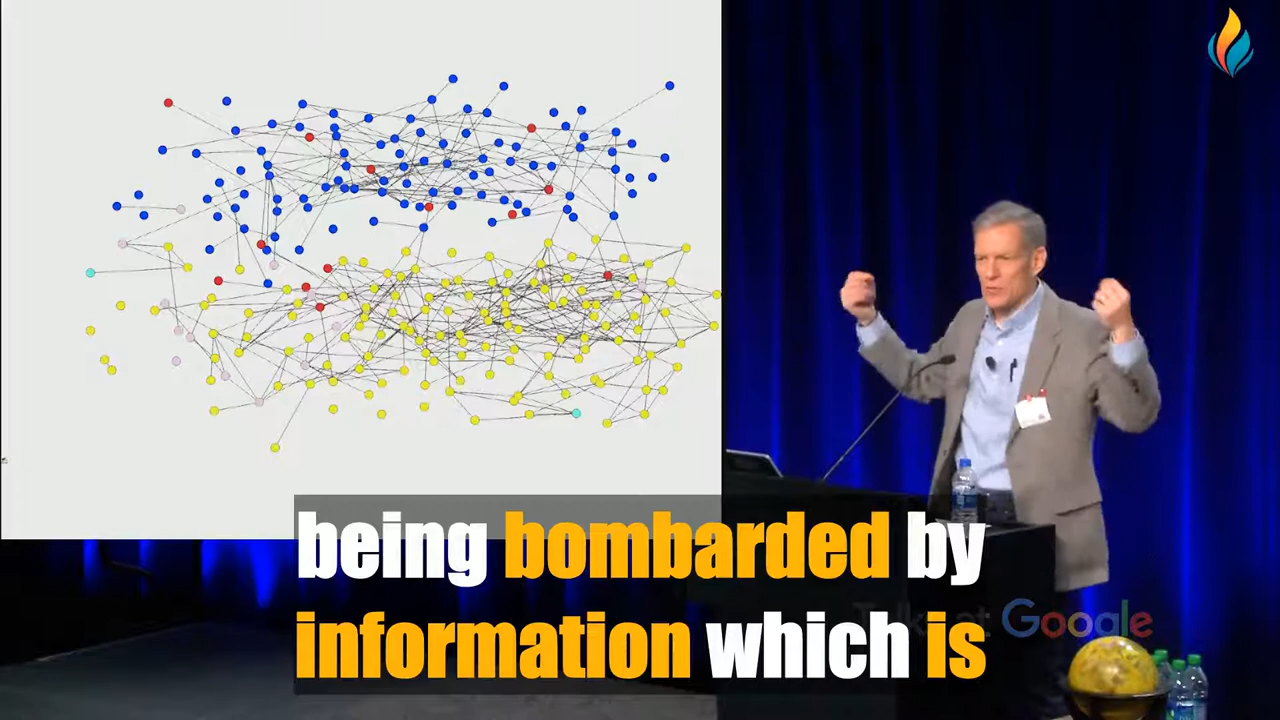 being bombarded by
information which is
Talks at Google